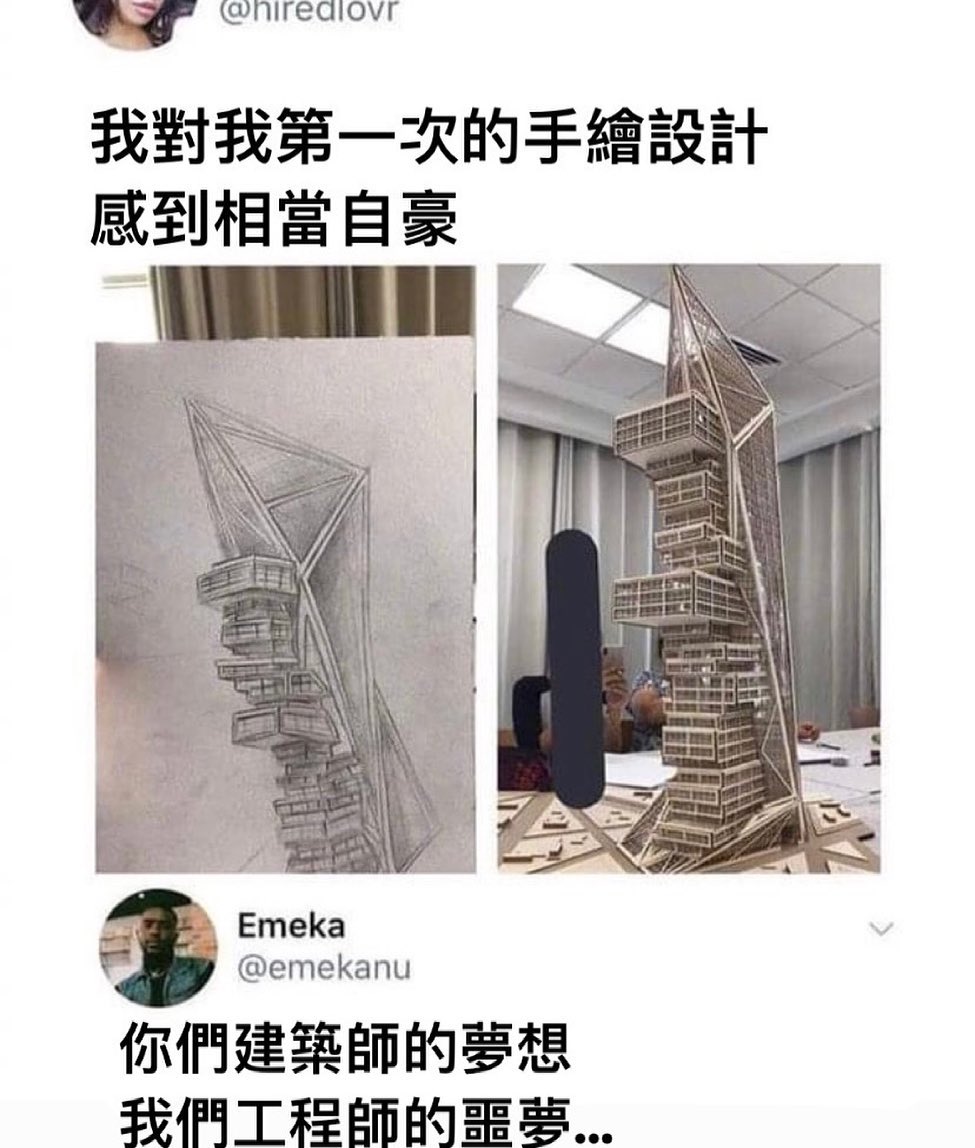 @hiredlovr
我對我第一次的手繪設計
感到相當自豪
Emeka
@emekanu
你們建築師的夢想
我們工程師的噩夢...